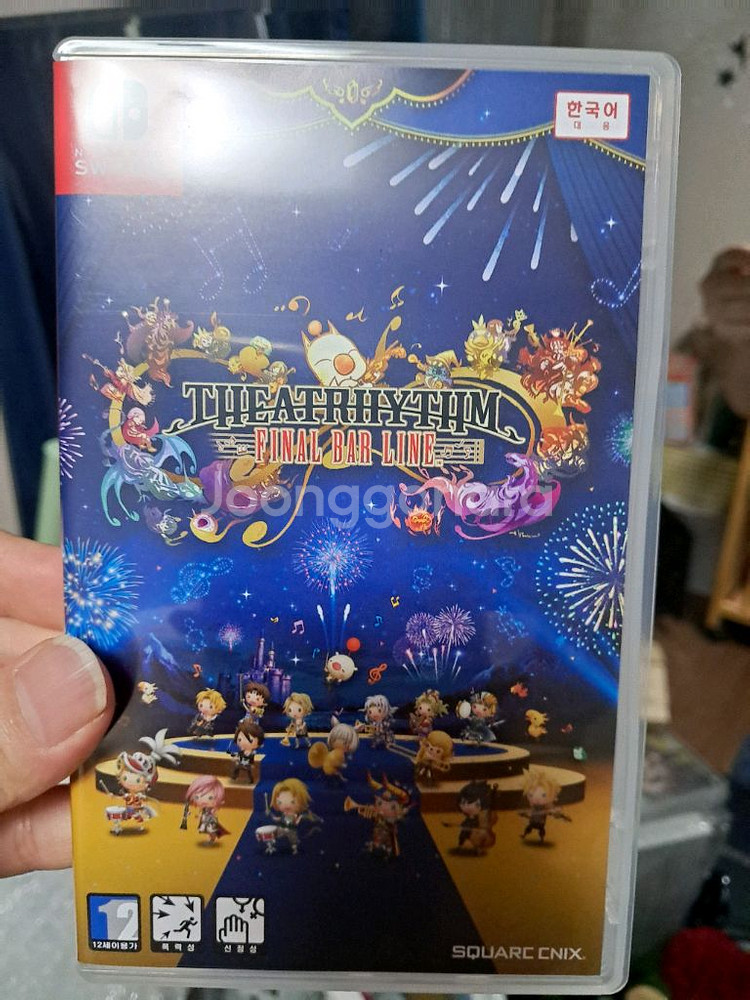 한국어
대응
THEATRHYTHM
FINAL BAR LINE
Joonggonara
12
12세이용가
폭력성
선정성
SQUARE ENIX